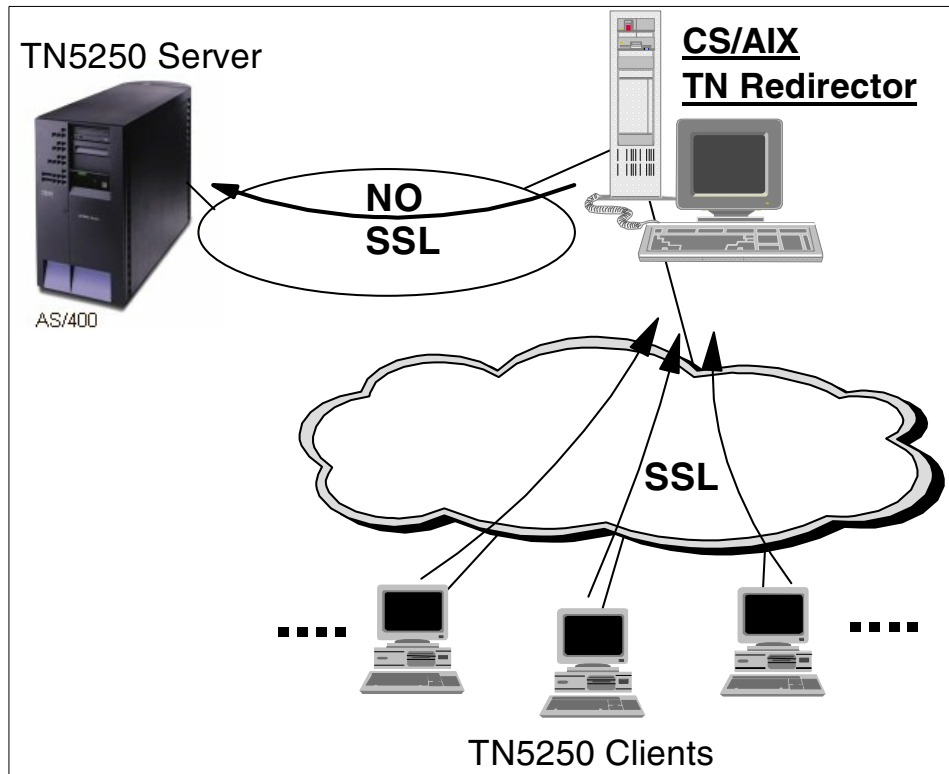 TN5250 Server
CS/AIX
TN Redirector
NO
SSL
AS/400
SSL
TN5250 Clients